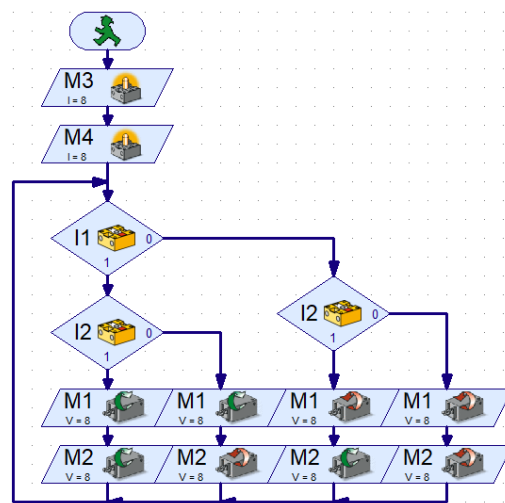 M3
I = 8
M4
I = 8
I1 0
1
I2 0
1
I2 0
1
M1 M1 M1 M1
V = 8 V = 8 V = 8 V = 8
M2 M2 M2 M2
V = 8 V = 8 V = 8 V = 8